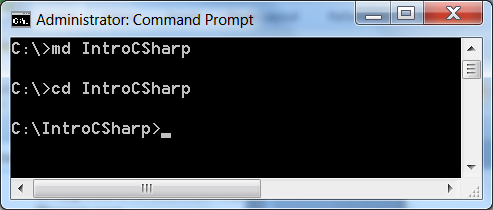 Administrator: Command Prompt
C:\>md IntroCSharp
C:\>cd IntroCSharp
C:\IntroCSharp>_